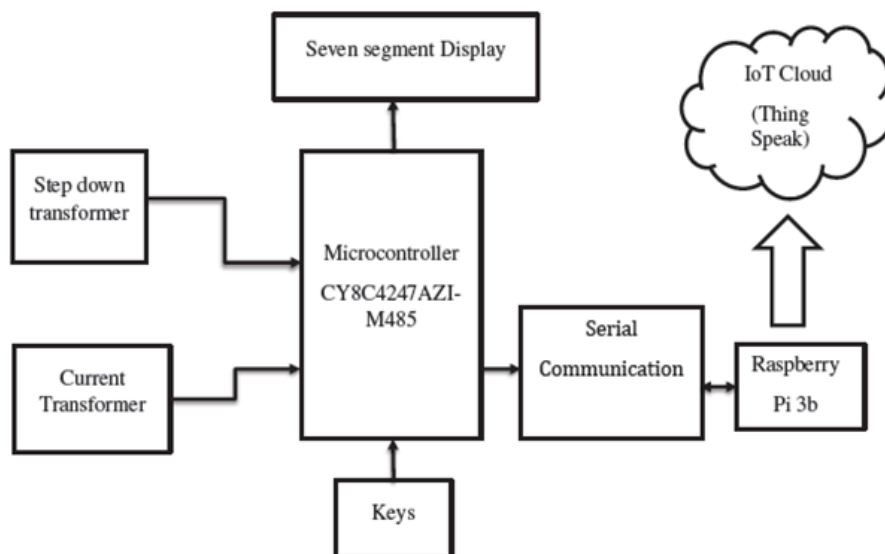 Seven segment Display
IoT Cloud
(Thing
Speak)
Step down
transformer
Microcontroller
CY8C4247AZI-
M485
Serial
Communication
Current
Transformer
Raspberry
Pi 3b
Keys